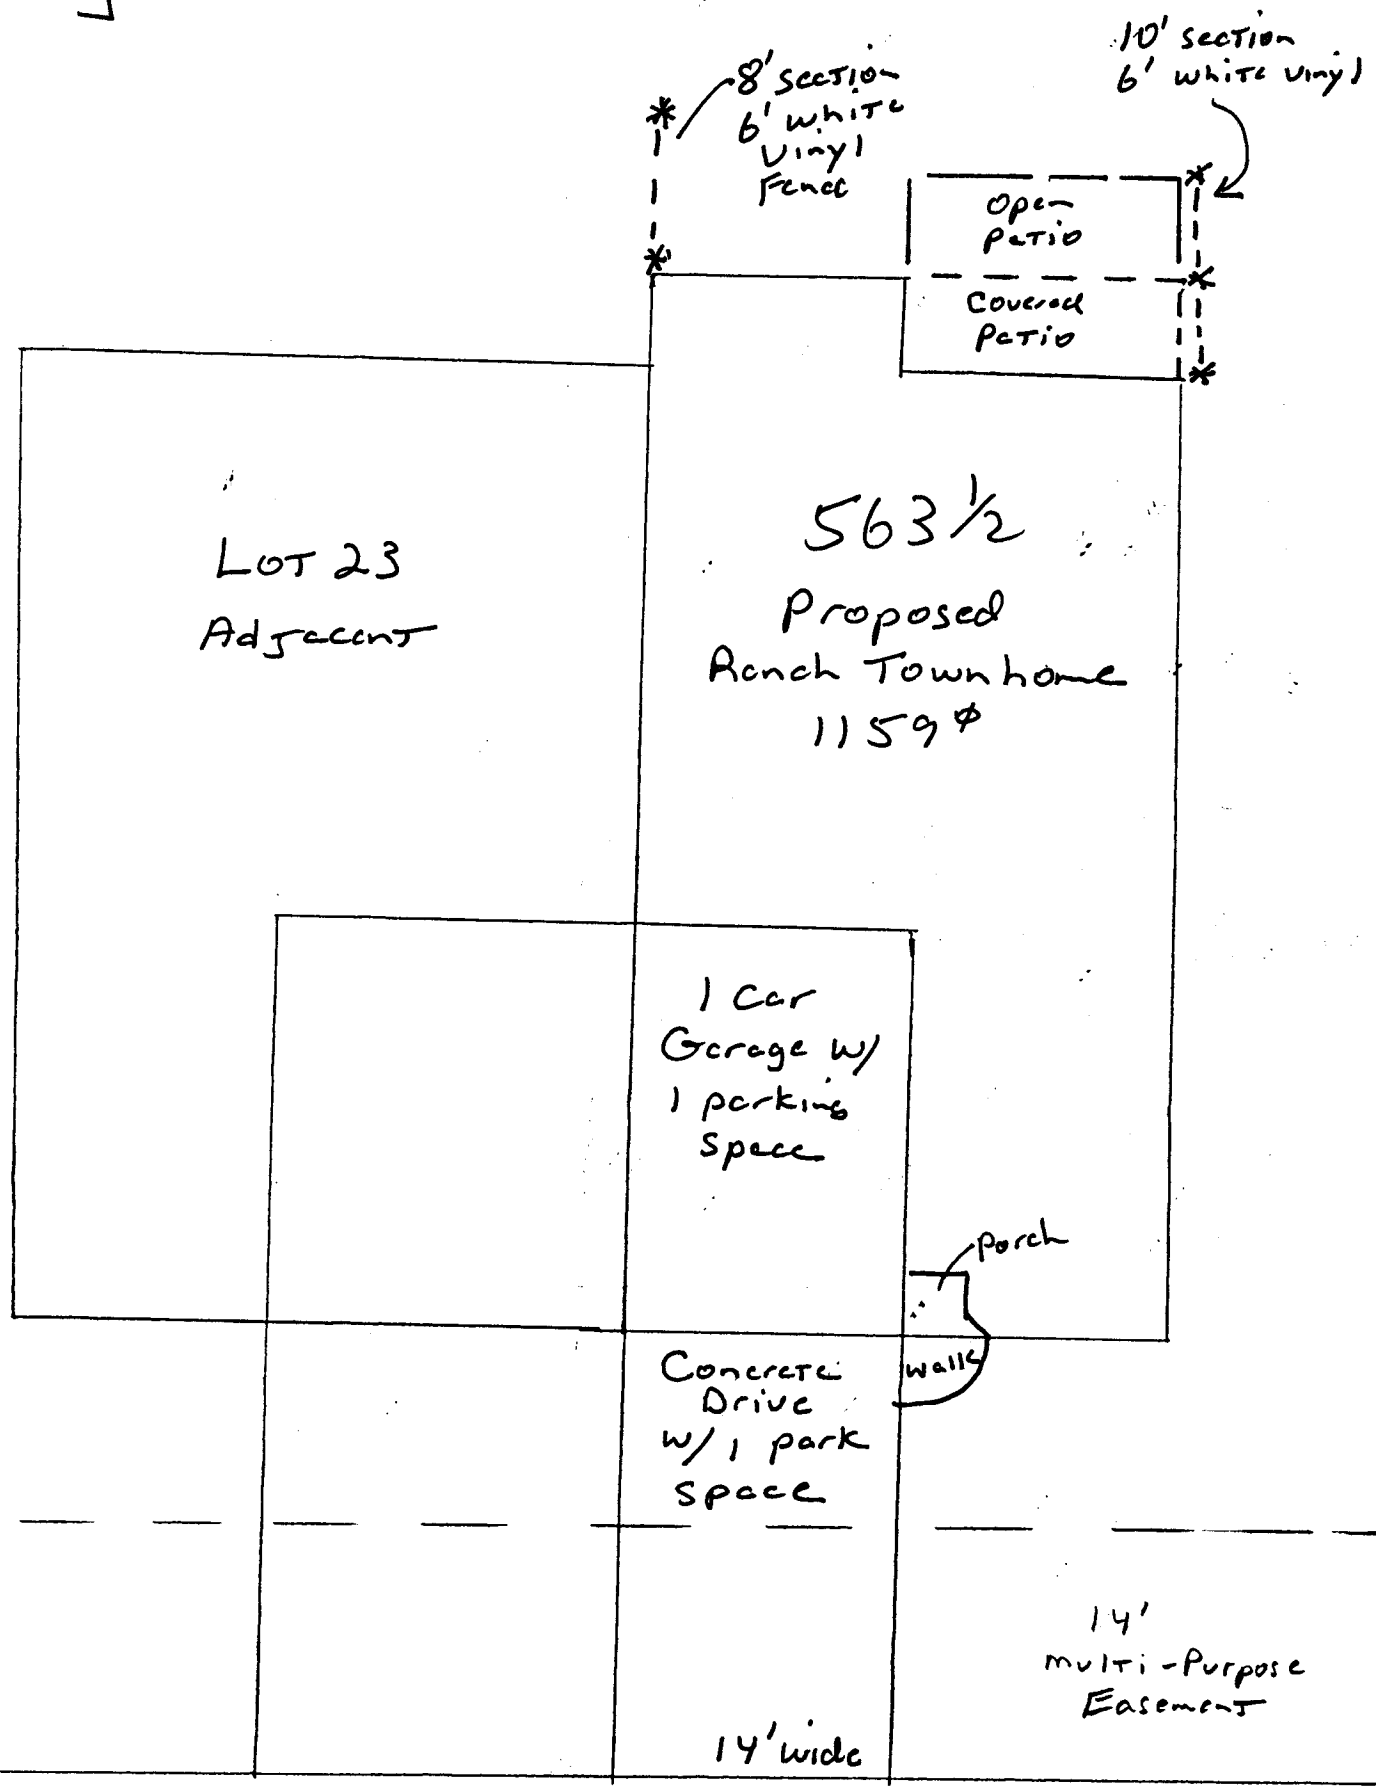 10' section
6' white vinyl
8' section
6' white
vinyl
Fence
open
patio
Covered
Patio
563 1/2
Proposed
Ranch Townhome
1159 ⌀
LOT 23
Adjacent
1 Car
Garage w/
1 parking
space
porch
walk
Concrete
Drive
w/ 1 park
space
14'
multi-Purpose
Easement
14' wide